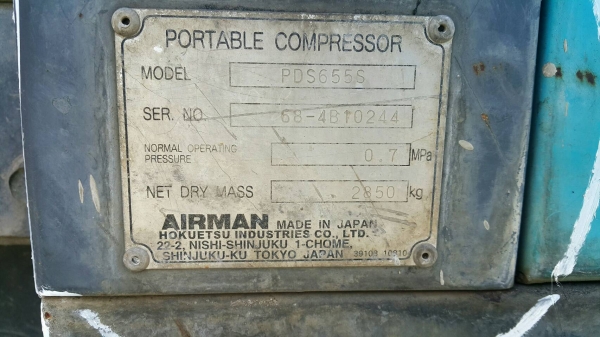 PORTABLE COMPRESSOR
MODEL PDS655S
SER. NO. 68-4B10244
NORMAL OPERATING PRESSURE 0.7 MPa
NET DRY MASS 2850 kg
AIRMAN MADE IN JAPAN
HOKUETSU INDUSTRIES CO., LTD.
22-2, NISHI-SHINJUKU 1-CHOME,
SHINJUKU-KU TOKYO JAPAN